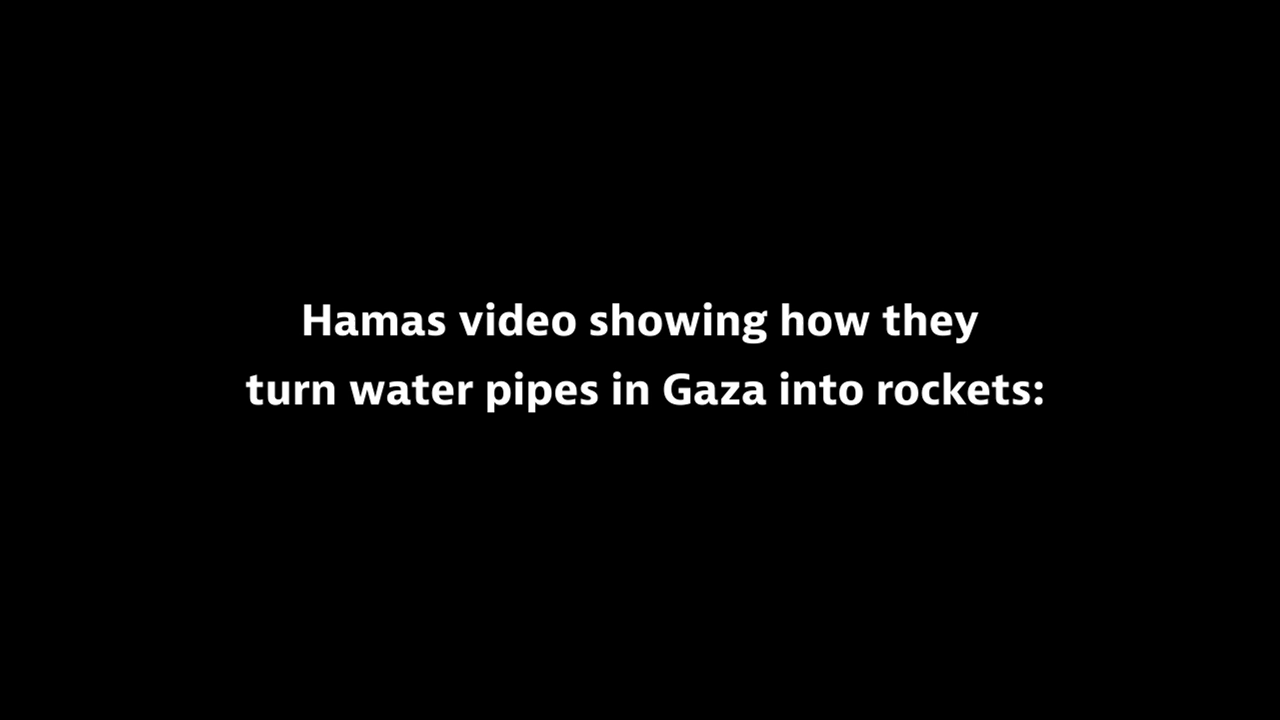 Hamas video showing how they
turn water pipes in Gaza into rockets: